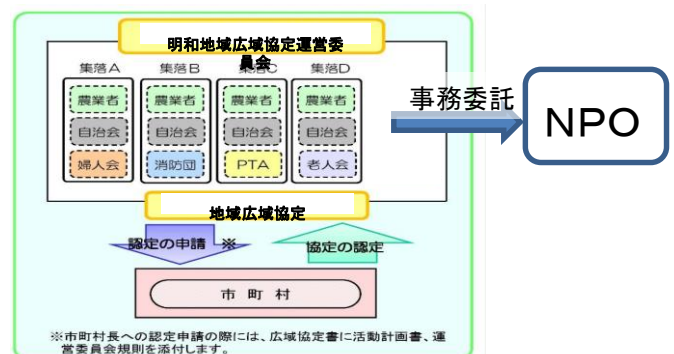 明和地域広域協定運営委
員会
集落A 集落B 集落C 集落D
農業者 農業者 農業者 農業者
自治会 自治会 自治会 自治会
婦人会 消防団 PTA 老人会
事務委託
NPO
地域広域協定
認定の申請 ※
協定の認定
市町村
※市町村長への認定申請の際には、広域協定書に活動計画書、運
営委員会規則を添付します。